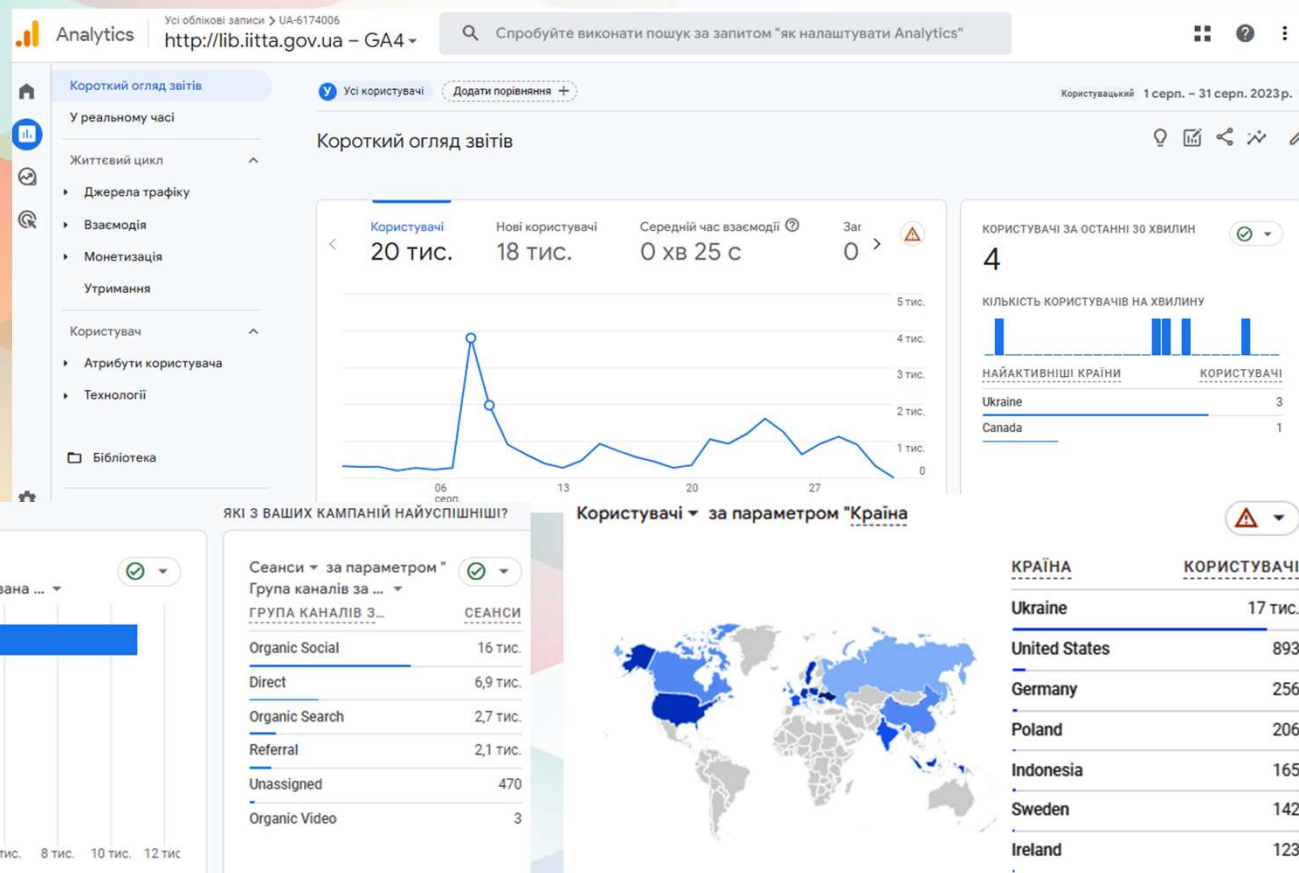 Усі облікові записи > UA-6174006
Analytics
http://lib.iitta.gov.ua – GA4
Спробуйте виконати пошук за запитом "як налаштувати Analytics"
Короткий огляд звітів
У реальному часі
Життєвий цикл
Джерела трафіку
Взаємодія
Монетизація
Утримання
Користувач
Атрибути користувача
Технології
Бібліотека
У Усі користувачі
Додати порівняння +
Користувацький 1 серп. – 31 серп. 2023 р.
Короткий огляд звітів
Користувачі
20 тис.
Нові користувачі
18 тис.
Середній час взаємодії
0 хв 25 с
Заг
0
5 тис.
4 тис.
3 тис.
2 тис.
1 тис.
0
06
серп.
13
20
27
КОРИСТУВАЧІ ЗА ОСТАННІ 30 ХВИЛИН
4
КІЛЬКІСТЬ КОРИСТУВАЧІВ НА ХВИЛИНУ
НАЙАКТИВНІШІ КРАЇНИ КОРИСТУВАЧІ
Ukraine 3
Canada 1
вана ...
тис. 8 тис. 10 тис. 12 тис
ЯКІ З ВАШИХ КАМПАНІЙ НАЙУСПІШНІШІ?
Сеанси за параметром "
Група каналів за ...
ГРУПА КАНАЛІВ З... СЕАНСИ
Organic Social 16 тис.
Direct 6,9 тис.
Organic Search 2,7 тис.
Referral 2,1 тис.
Unassigned 470
Organic Video 3
Користувачі за параметром "Країна
КРАЇНА КОРИСТУВАЧІ
Ukraine 17 тис.
United States 893
Germany 256
Poland 206
Indonesia 165
Sweden 142
Ireland 123